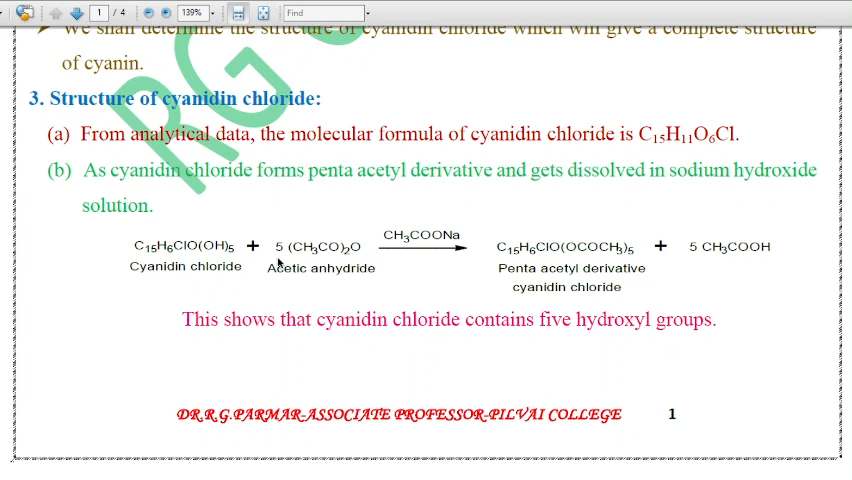 1 / 4 139% Find
We shall determine the structure of cyanidin chloride which will give a complete structure
of cyanin.
RG
3. Structure of cyanidin chloride:
(a) From analytical data, the molecular formula of cyanidin chloride is C₁₅H₁₁O₆Cl.
(b) As cyanidin chloride forms penta acetyl derivative and gets dissolved in sodium hydroxide
solution.
C₁₅H₆ClO(OH)₅ + 5 (CH₃CO)₂O CH₃COONa C₁₅H₆ClO(OCOCH₃)₅ + 5 CH₃COOH
Cyanidin chloride Acetic anhydride Penta acetyl derivative
cyanidin chloride
This shows that cyanidin chloride contains five hydroxyl groups.
DR.R.G.PARMAR-ASSOCIATE PROFESSOR-PILVAI COLLEGE 1